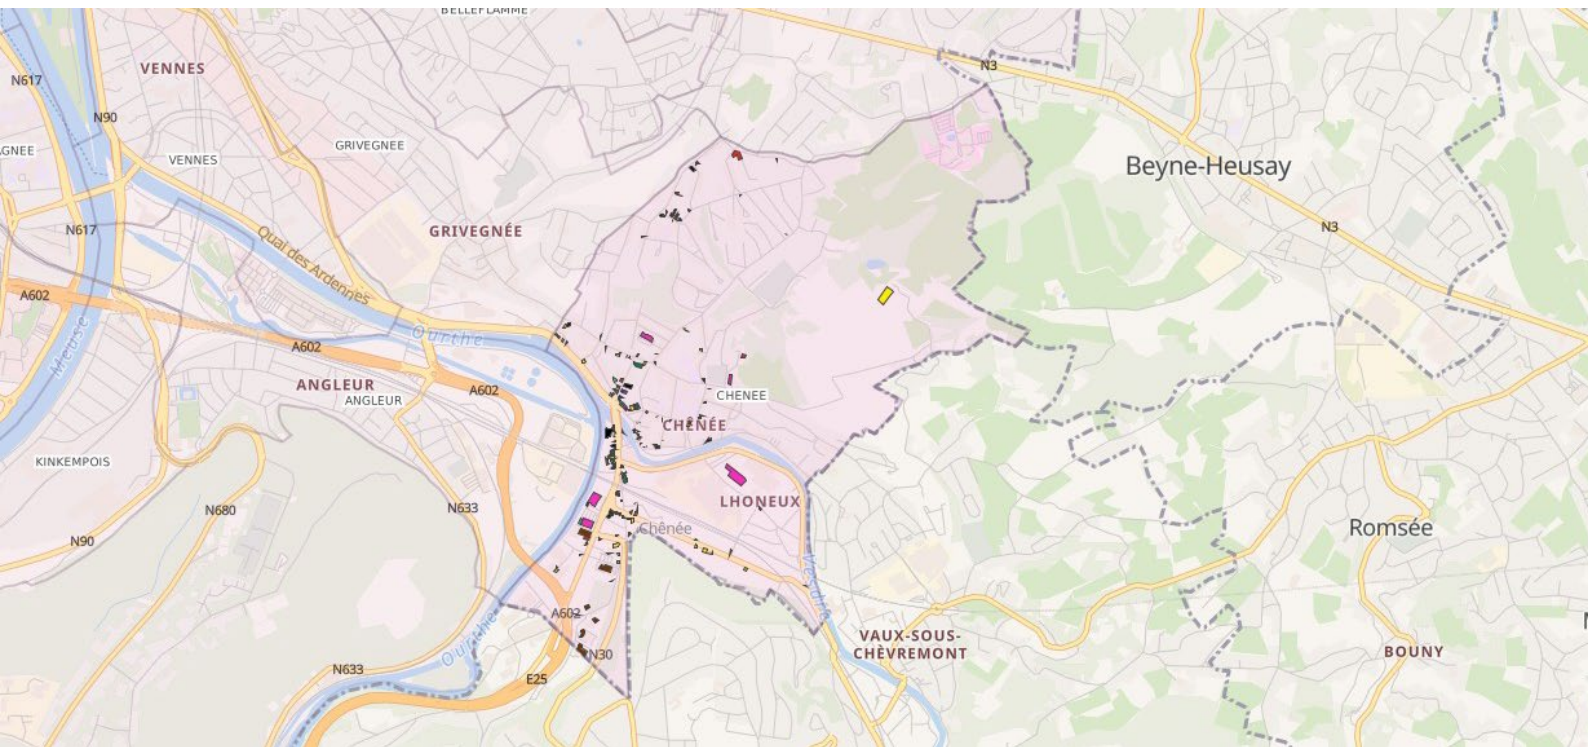 BELLEFLAMME
N617
VENNES
N3
N90
GRIVEGNEE
VENNES
Beyne-Heusay
N617
GRIVEGNÉE
N3
Quai des Ardennes
A602
Meuse
Ourthe
A602
ANGLEUR
A602
ANGLEUR
CHENEE
CHÊNÉE
KINKEMPOIS
LHONEUX
N680
N633
Chênée
Romsée
N90
Vesdre
A602
Ourthe
VAUX-SOUS-
CHÈVREMONT
BOUNY
N30
N633
E25